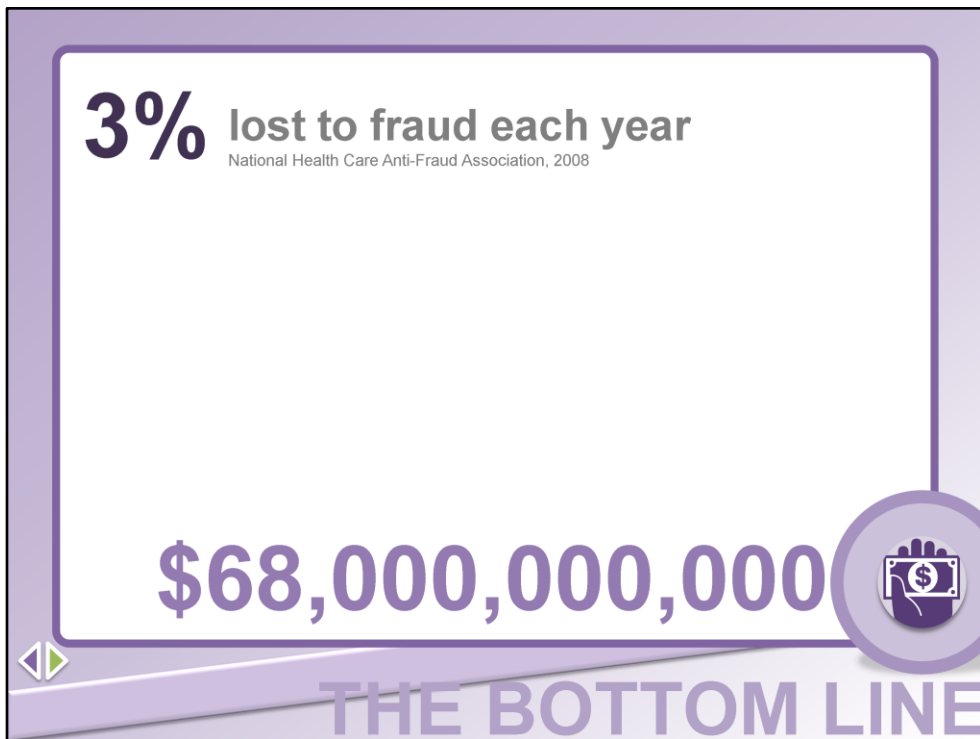 3% lost to fraud each year
National Health Care Anti-Fraud Association, 2008
$68,000,000,000
$
THE BOTTOM LINE